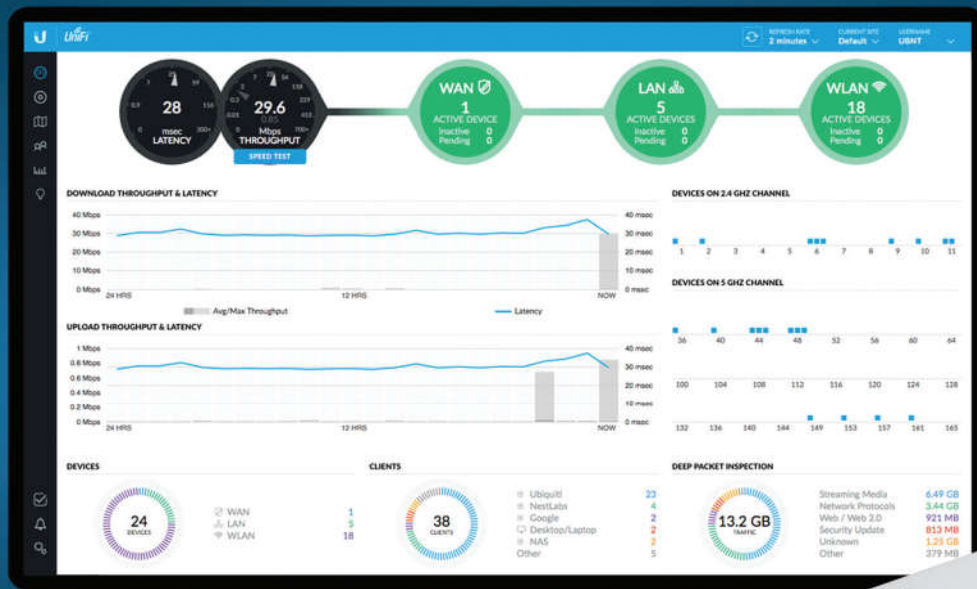 U UniFi
REFRESH RATE
2 minutes
CURRENT SITE
Default
USERNAME
UBNT
28
msec
LATENCY
29.6
0.85
Mbps
THROUGHPUT
SPEED TEST
WAN
1
ACTIVE DEVICE
Inactive 0
Pending 0
LAN
5
ACTIVE DEVICES
Inactive 0
Pending 0
WLAN
18
ACTIVE DEVICES
Inactive 0
Pending 0
DOWNLOAD THROUGHPUT & LATENCY
40 Mbps 40 msec
30 Mbps 30 msec
20 Mbps 20 msec
10 Mbps 10 msec
0 Mbps 0 msec
24 HRS 12 HRS NOW
Avg/Max Throughput Latency
UPLOAD THROUGHPUT & LATENCY
1 Mbps 40 msec
0.8 Mbps 30 msec
0.6 Mbps 20 msec
0.4 Mbps 10 msec
0.2 Mbps
0 Mbps 0 msec
24 HRS 12 HRS NOW
DEVICES ON 2.4 GHZ CHANNEL
1 2 3 4 5 6 7 8 9 10 11
DEVICES ON 5 GHZ CHANNEL
36 40 44 48 52 56 60 64
100 104 108 112 116 120 124 128
132 136 140 144 149 153 157 161 165
DEVICES
24
DEVICES
WAN 1
LAN 5
WLAN 18
CLIENTS
38
CLIENTS
Ubiquiti 23
NestLabs 4
Google 2
Desktop/Laptop 2
NAS 2
Other 5
DEEP PACKET INSPECTION
13.2 GB
TRAFFIC
Streaming Media 6.49 GB
Network Protocols 3.44 GB
Web / Web 2.0 921 MB
Security Update 813 MB
Unknown 1.25 GB
Other 379 MB